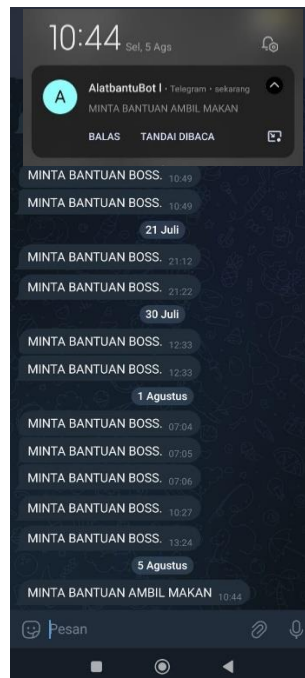 10:44 Sel, 5 Ags
A
AlatbantuBot l · Telegram · sekarang
MINTA BANTUAN AMBIL MAKAN
BALAS TANDAI DIBACA
MINTA BANTUAN BOSS. 10:49
MINTA BANTUAN BOSS. 10:49
21 Juli
MINTA BANTUAN BOSS. 21:12
MINTA BANTUAN BOSS. 21:22
30 Juli
MINTA BANTUAN BOSS. 12:33
MINTA BANTUAN BOSS. 12:33
1 Agustus
MINTA BANTUAN BOSS. 07:04
MINTA BANTUAN BOSS. 07:05
MINTA BANTUAN BOSS. 07:06
MINTA BANTUAN BOSS. 10:27
MINTA BANTUAN BOSS. 13:24
5 Agustus
MINTA BANTUAN AMBIL MAKAN 10:44
Pesan